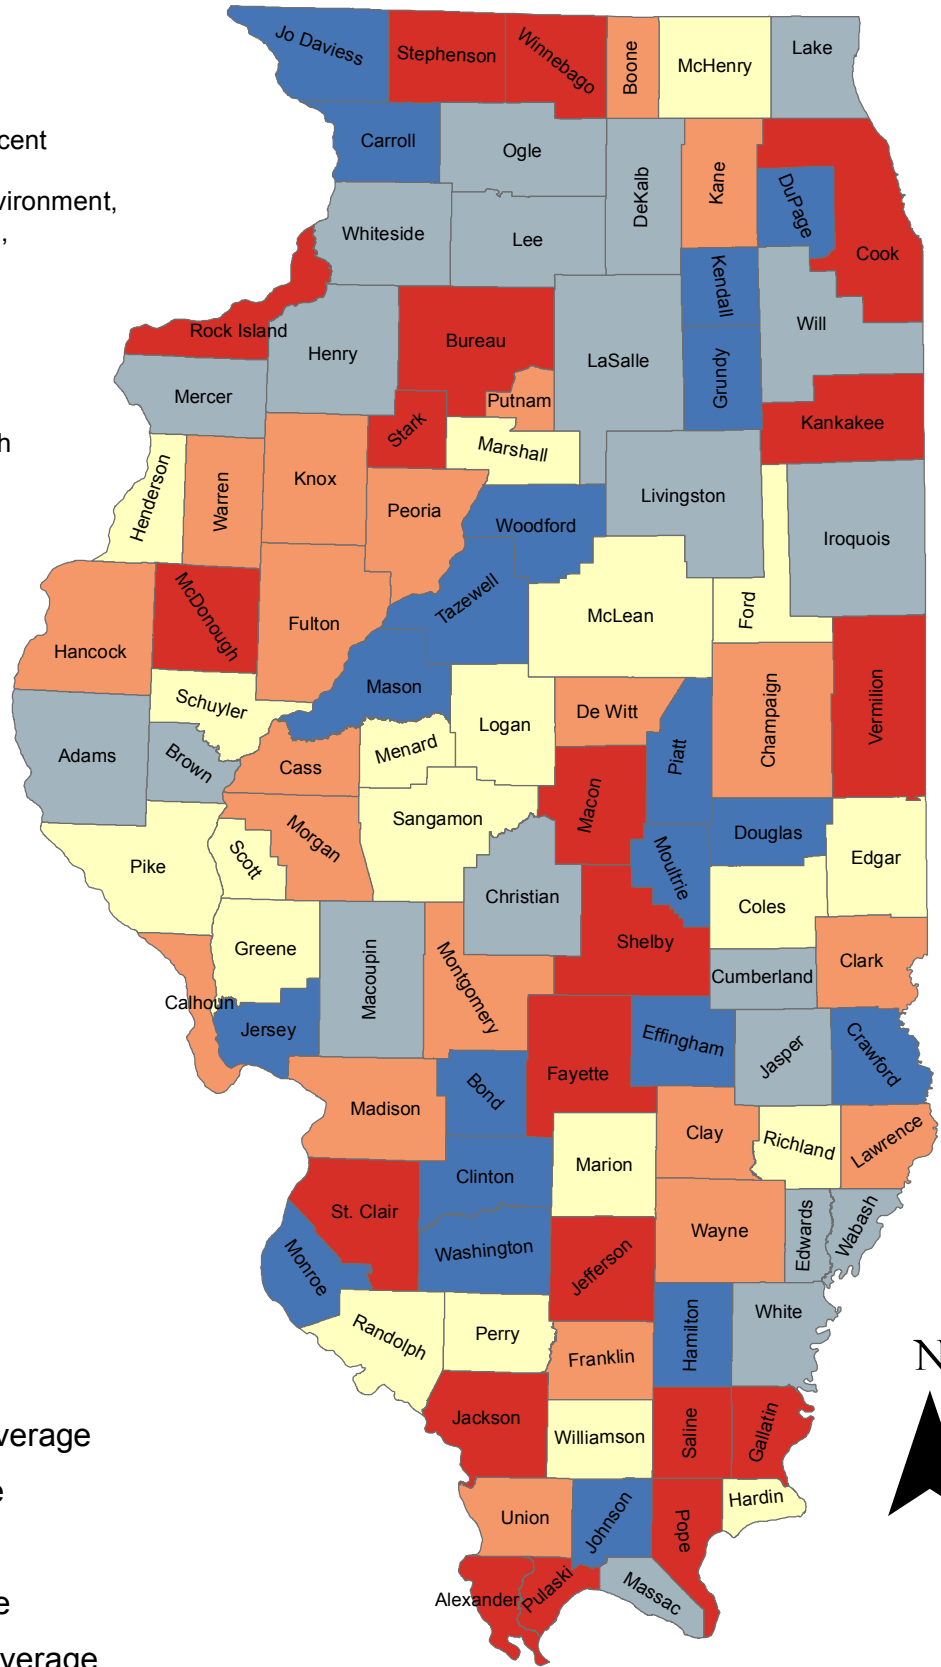 Jo Daviess
Stephenson
Winnebago
Boone
McHenry
Lake
cent
Carroll
Ogle
DeKalb
Kane
DuPage
vironment,
,
Whiteside
Lee
Cook
Kendall
Rock Island
Henry
Bureau
LaSalle
Will
Mercer
Putnam
Grundy
Stark
Kankakee
h
Marshall
Henderson
Warren
Knox
Peoria
Woodford
Livingston
Iroquois
McDonough
Tazewell
McLean
Ford
Fulton
Hancock
Mason
Schuyler
Logan
De Witt
Champaign
Vermilion
Adams
Brown
Cass
Menard
Piatt
Macon
Sangamon
Douglas
Morgan
Scott
Pike
Moultrie
Edgar
Christian
Coles
Greene
Macoupin
Montgomery
Shelby
Cumberland
Clark
Calhoun
Jersey
Effingham
Jasper
Crawford
Fayette
Bond
Madison
Clay
Richland
Lawrence
Marion
Clinton
St. Clair
Wayne
Edwards
Wabash
Washington
Monroe
Jefferson
White
Randolph
Perry
Hamilton
Franklin
N
Jackson
Williamson
Saline
Gallatin
verage
e
Union
Johnson
Pope
Hardin
Alexander
Pulaski
Massac
e
verage